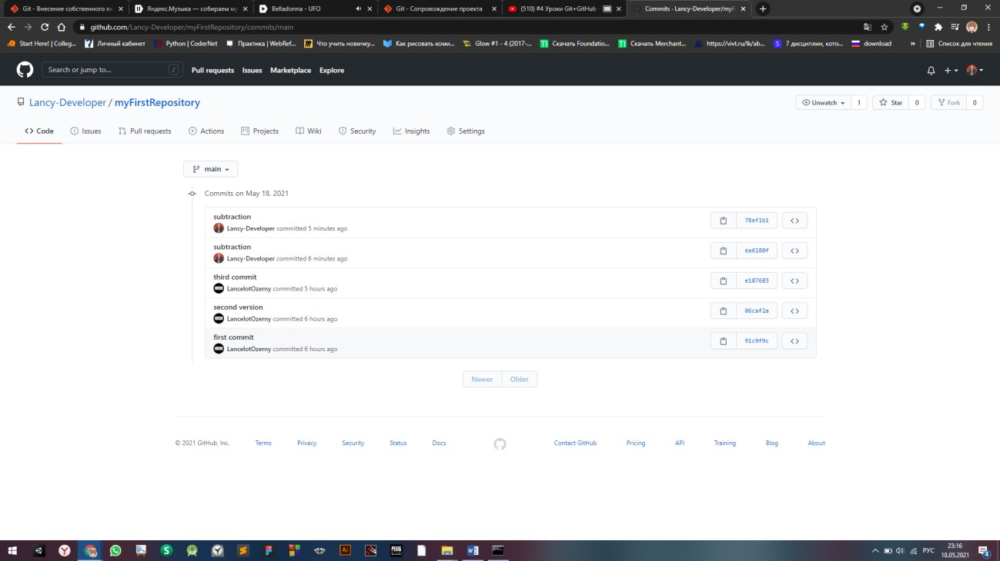 Git - Внесение собственного вк
Яндекс.Музыка — собираем му
Belladonna - UFO
Git - Сопровождение проекта
(510) #4 Уроки Git+GitHub
Commits · Lancy-Developer/myF
github.com/Lancy-Developer/myFirstRepository/commits/main
Start Here! | Colleg...
Личный кабинет
Python | CoderNet
Практика | WebRef...
Что учить новичку...
Как рисовать коми...
Glow #1 - 4 (2017-...
Скачать Foundatio...
Скачать Merchant...
https://vivt.ru/lk/ab...
7 дисциплин, кото...
download
»
Список для чтения
Search or jump to...
/
Pull requests
Issues
Marketplace
Explore
Lancy-Developer / myFirstRepository
Unwatch
1
Star
0
Fork
0
Code
Issues
Pull requests
Actions
Projects
Wiki
Security
Insights
Settings
main
Commits on May 18, 2021
subtraction
Lancy-Developer committed 5 minutes ago
78ef1b1
subtraction
Lancy-Developer committed 6 minutes ago
ea6180f
third commit
LancelotOzerny committed 5 hours ago
e107603
second version
LancelotOzerny committed 6 hours ago
06caf2a
first commit
LancelotOzerny committed 6 hours ago
91c9f9c
Newer
Older
© 2021 GitHub, Inc.
Terms
Privacy
Security
Status
Docs
Contact GitHub
Pricing
API
Training
Blog
About
Ai
PUBG
РУС
23:16
18.05.2021
4